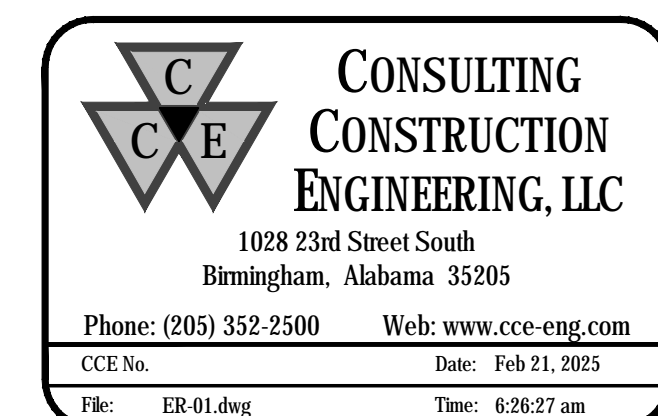 C
C E
CONSULTING
CONSTRUCTION
ENGINEERING, LLC
1028 23rd Street South
Birmingham, Alabama 35205
Phone: (205) 352-2500 Web: www.cce-eng.com
CCE No. Date: Feb 21, 2025
File: ER-01.dwg Time: 6:26:27 am